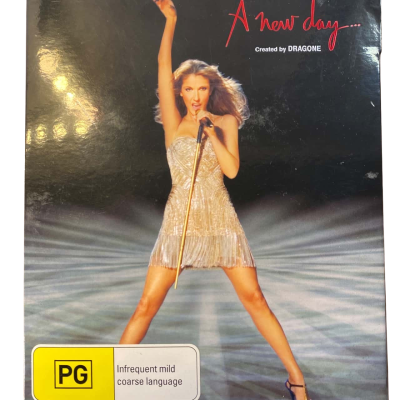 A new day....
Created by DRAGONE
PG
Infrequent mild
coarse language